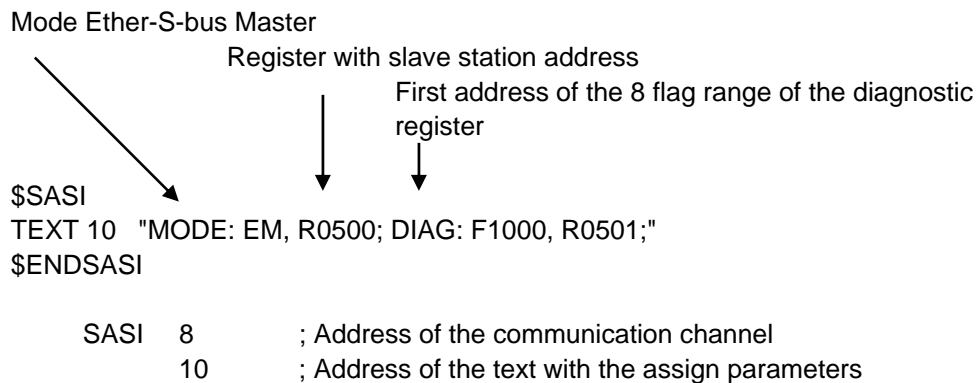 Mode Ether-S-bus Master
Register with slave station address
First address of the 8 flag range of the diagnostic
register
$SASI
TEXT 10 "MODE: EM, R0500; DIAG: F1000, R0501;"
$ENDSASI
SASI 8 ; Address of the communication channel
10 ; Address of the text with the assign parameters